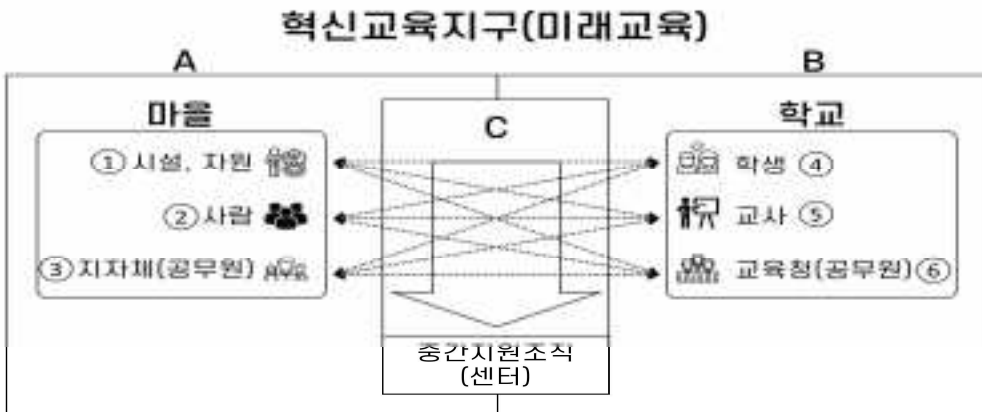 혁신교육지구(미래교육)
A
B
마을
C
학교
① 시설, 자원
② 사람
③ 지자체(공무원)
학생 ④
교사 ⑤
교육청(공무원) ⑥
중간지원조직
(센터)